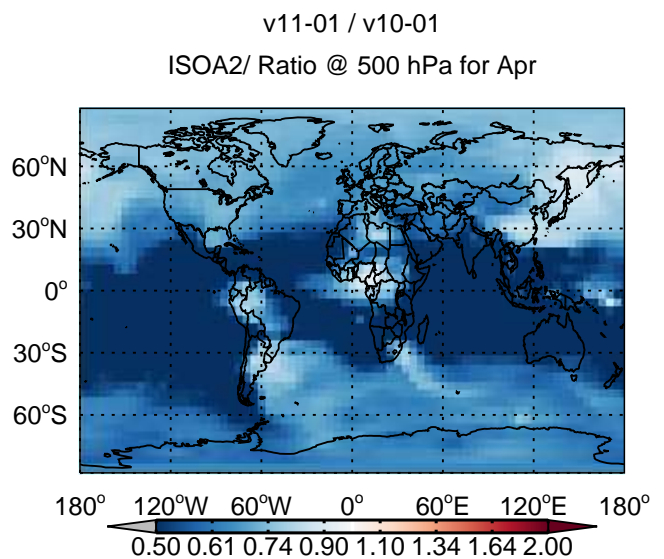 v11-01 / v10-01
ISOA2/ Ratio @ 500 hPa for Apr
60°N
30°N
0°
30°S
60°S
180° 120°W 60°W 0° 60°E 120°E 180°
0.50 0.61 0.74 0.90 1.10 1.34 1.64 2.00